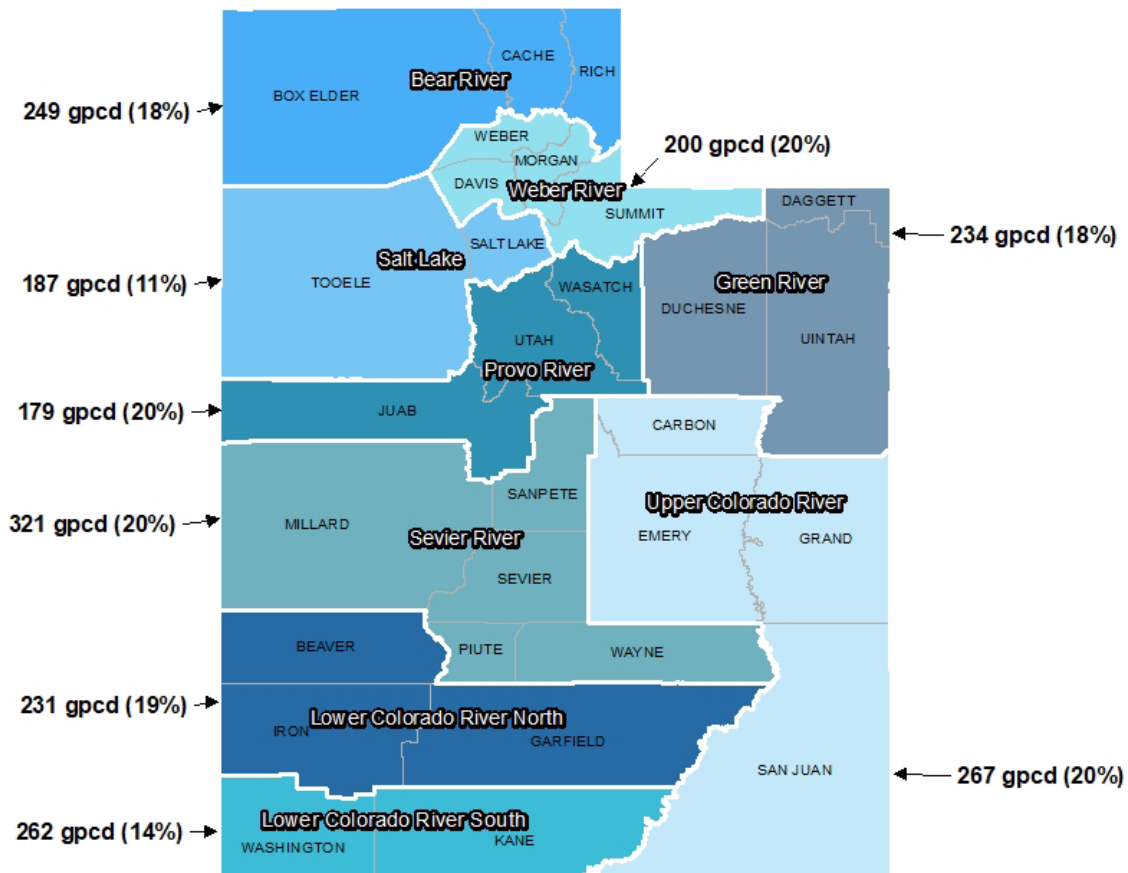 CACHE
RICH
Bear River
BOX ELDER
249 gpcd (18%)
WEBER
200 gpcd (20%)
MORGAN
DAVIS
Weber River
SUMMIT
DAGGETT
234 gpcd (18%)
SALT LAKE
Salt Lake
187 gpcd (11%)
TOOELE
WASATCH
Green River
DUCHESNE
UINTAH
UTAH
Provo River
179 gpcd (20%)
JUAB
CARBON
SANPETE
Upper Colorado River
321 gpcd (20%)
MILLARD
Sevier River
EMERY
GRAND
SEVIER
BEAVER
PIUTE
WAYNE
231 gpcd (19%)
Lower Colorado River North
IRON
GARFIELD
SAN JUAN
267 gpcd (20%)
Lower Colorado River South
262 gpcd (14%)
WASHINGTON
KANE